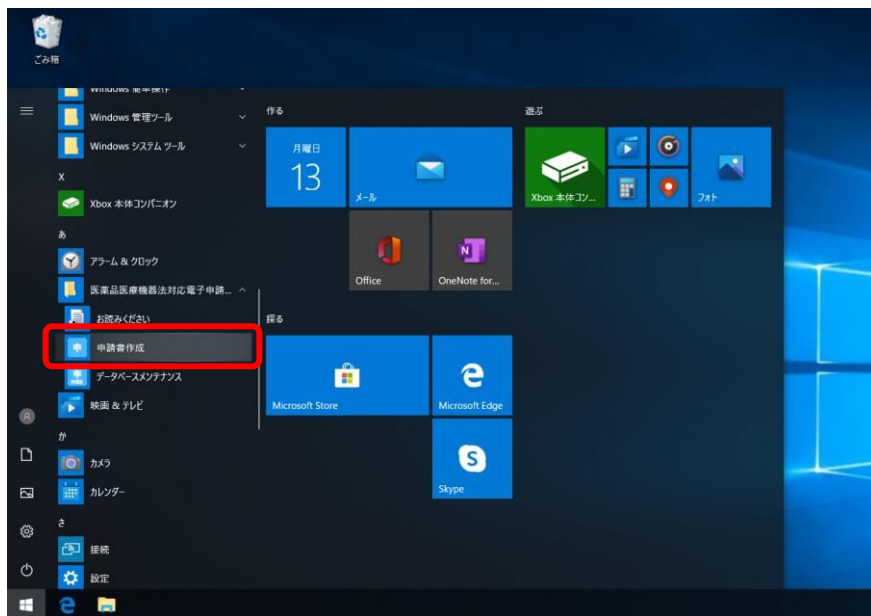 ごみ箱
Windows 簡単操作
Windows 管理ツール
Windows システム ツール
X
Xbox 本体コンパニオン
あ
アラーム & クロック
医薬品医療機器法対応電子申請...
お読みください
申請書作成
データベースメンテナンス
映画 & テレビ
か
カメラ
カレンダー
さ
接続
設定
作る
月曜日
13
メール
Office
OneNote for...
探る
Microsoft Store
Microsoft Edge
Skype
遊ぶ
Xbox 本体コン...
フォト